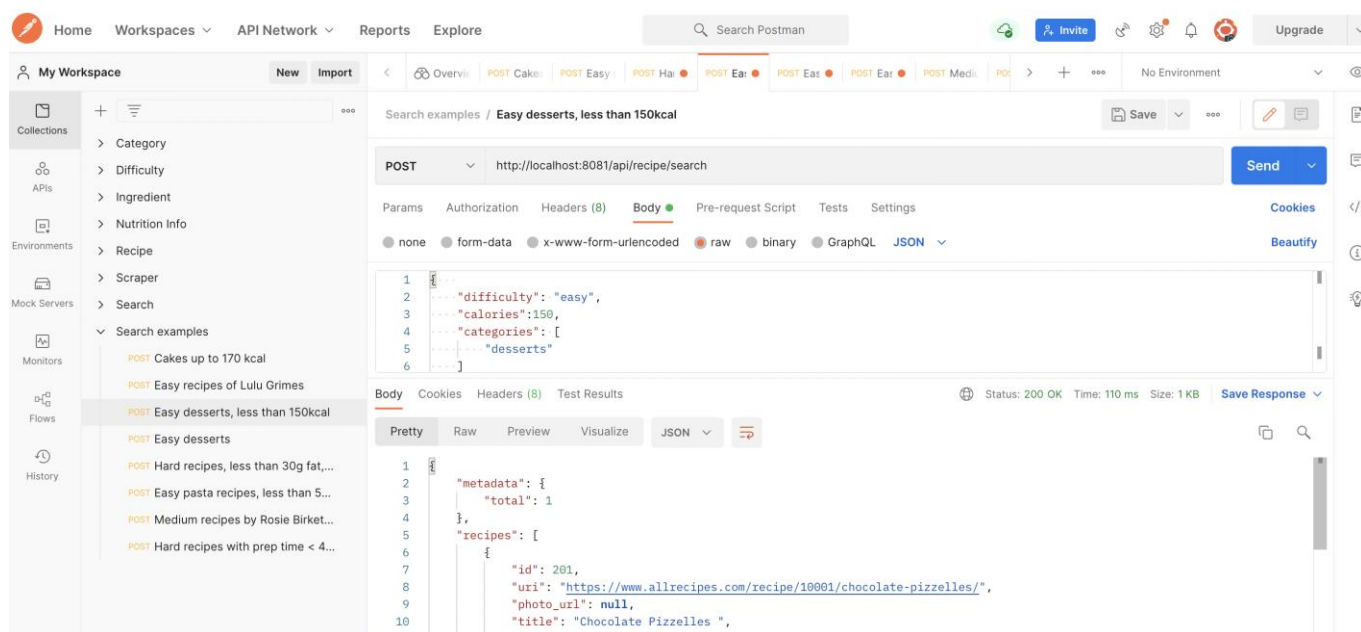 Home Workspaces API Network Reports Explore Search Postman Invite Upgrade
My Workspace New Import
Overvi POST Cake POST Easy POST Ha POST Ea POST Eas POST Eas POST Medi No Environment
Collections
APIs
Environments
Mock Servers
Monitors
Flows
History
Category
Difficulty
Ingredient
Nutrition Info
Recipe
Scraper
Search
Search examples
POST Cakes up to 170 kcal
POST Easy recipes of Lulu Grimes
POST Easy desserts, less than 150kcal
POST Easy desserts
POST Hard recipes, less than 30g fat,...
POST Easy pasta recipes, less than 5...
POST Medium recipes by Rosie Birket...
POST Hard recipes with prep time < 4...
Search examples / Easy desserts, less than 150kcal Save
POST http://localhost:8081/api/recipe/search Send
Params Authorization Headers (8) Body Pre-request Script Tests Settings Cookies
none form-data x-www-form-urlencoded raw binary GraphQL JSON Beautify
1 {
2 "difficulty": "easy",
3 "calories":150,
4 "categories": [
5 "desserts"
6 ]
Body Cookies Headers (8) Test Results Status: 200 OK Time: 110 ms Size: 1 KB Save Response
Pretty Raw Preview Visualize JSON
1 {
2 "metadata": {
3 "total": 1
4 },
5 "recipes": [
6 {
7 "id": 201,
8 "uri": "https://www.allrecipes.com/recipe/10001/chocolate-pizzelles/",
9 "photo_url": null,
10 "title": "Chocolate Pizzelles ",